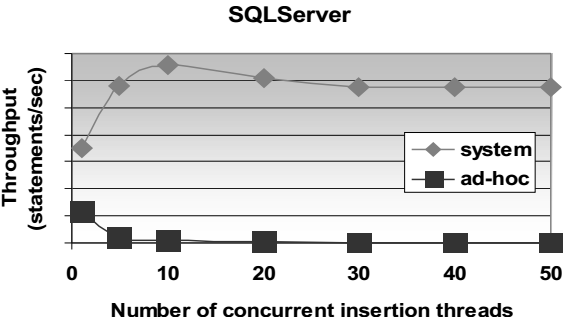 SQLServer
Throughput
(statements/sec)
system
ad-hoc
0 10 20 30 40 50
Number of concurrent insertion threads